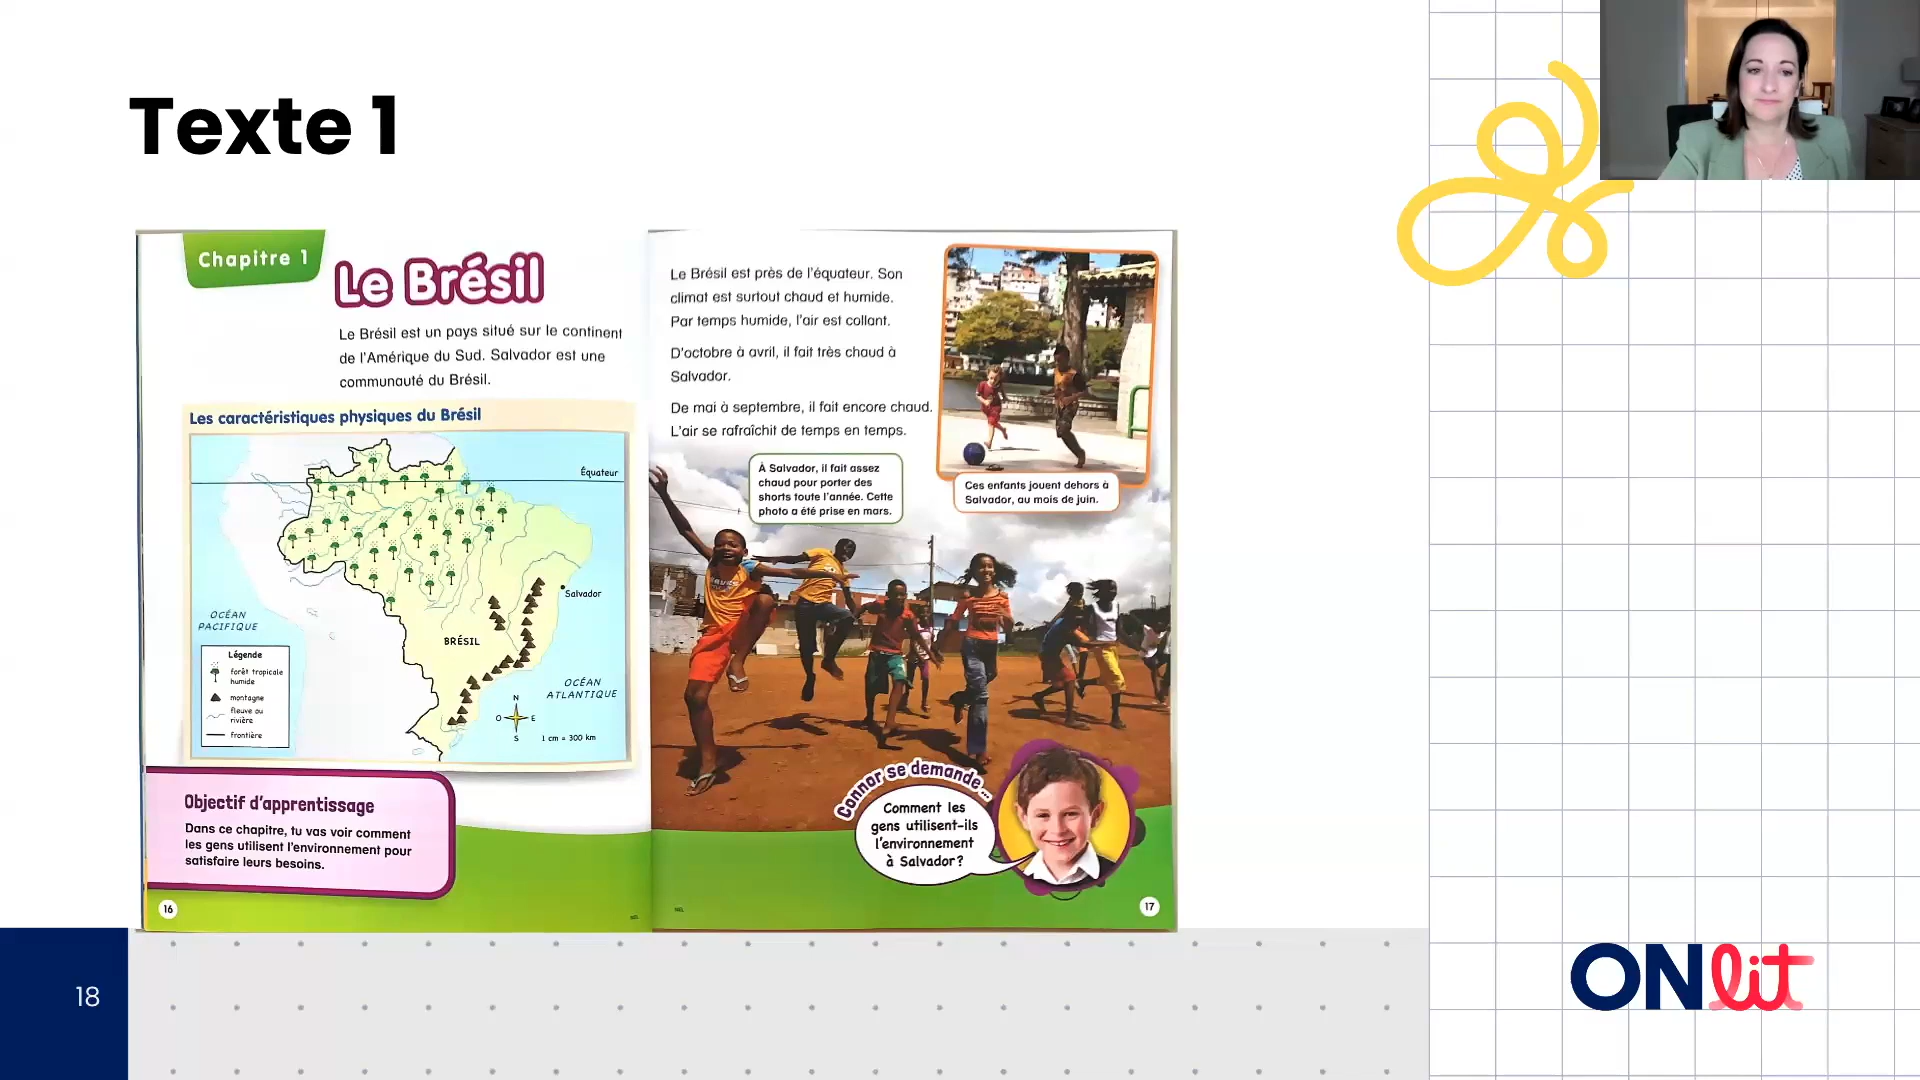 Texte 1
Chapitre 1
Le Brésil
Le Brésil est un pays situé sur le continent
de l'Amérique du Sud. Salvador est une
communauté du Brésil.
Les caractéristiques physiques du Brésil
Équateur
Salvador
OCÉAN
PACIFIQUE
BRÉSIL
Légende
forêt tropicale
humide
montagne
fleuve ou
rivière
frontière
OCÉAN
ATLANTIQUE
N
O E
S
1 cm = 300 km
Objectif d'apprentissage
Dans ce chapitre, tu vas voir comment
les gens utilisent l'environnement pour
satisfaire leurs besoins.
16
NEL
Le Brésil est près de l'équateur. Son
climat est surtout chaud et humide.
Par temps humide, l'air est collant.
D'octobre à avril, il fait très chaud à
Salvador.
De mai à septembre, il fait encore chaud.
L'air se rafraîchit de temps en temps.
À Salvador, il fait assez
chaud pour porter des
shorts toute l'année. Cette
photo a été prise en mars.
Ces enfants jouent dehors à
Salvador, au mois de juin.
Connor se demande...
Comment les
gens utilisent-ils
l'environnement
à Salvador ?
NEL
17
18
ONlit